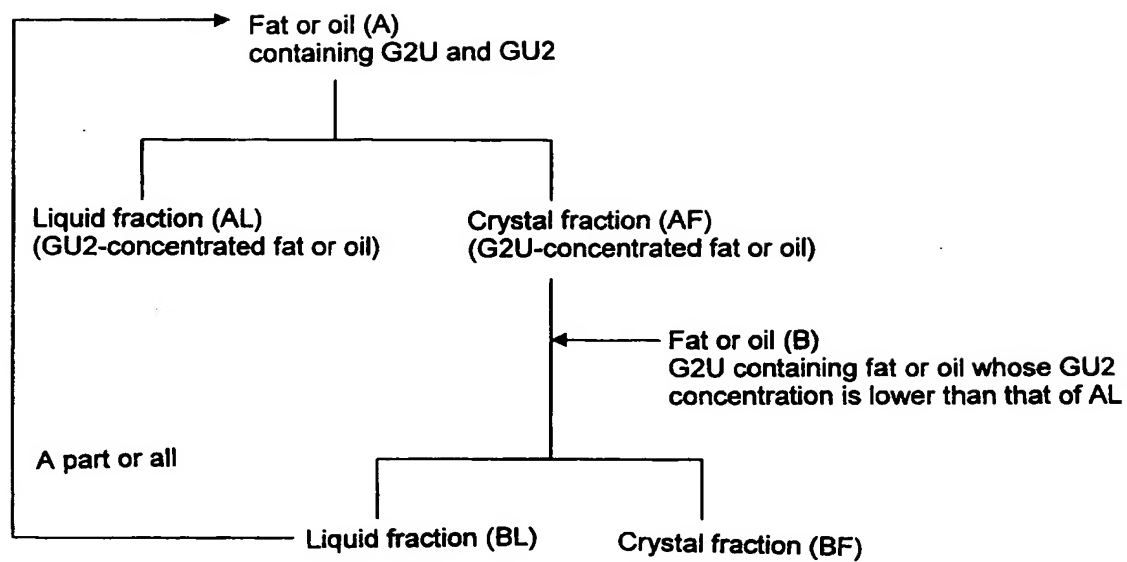 Fat or oil (A)
containing G2U and GU2
Liquid fraction (AL)
(GU2-concentrated fat or oil)
Crystal fraction (AF)
(G2U-concentrated fat or oil)
Fat or oil (B)
G2U containing fat or oil whose GU2
concentration is lower than that of AL
A part or all
Liquid fraction (BL)
Crystal fraction (BF)